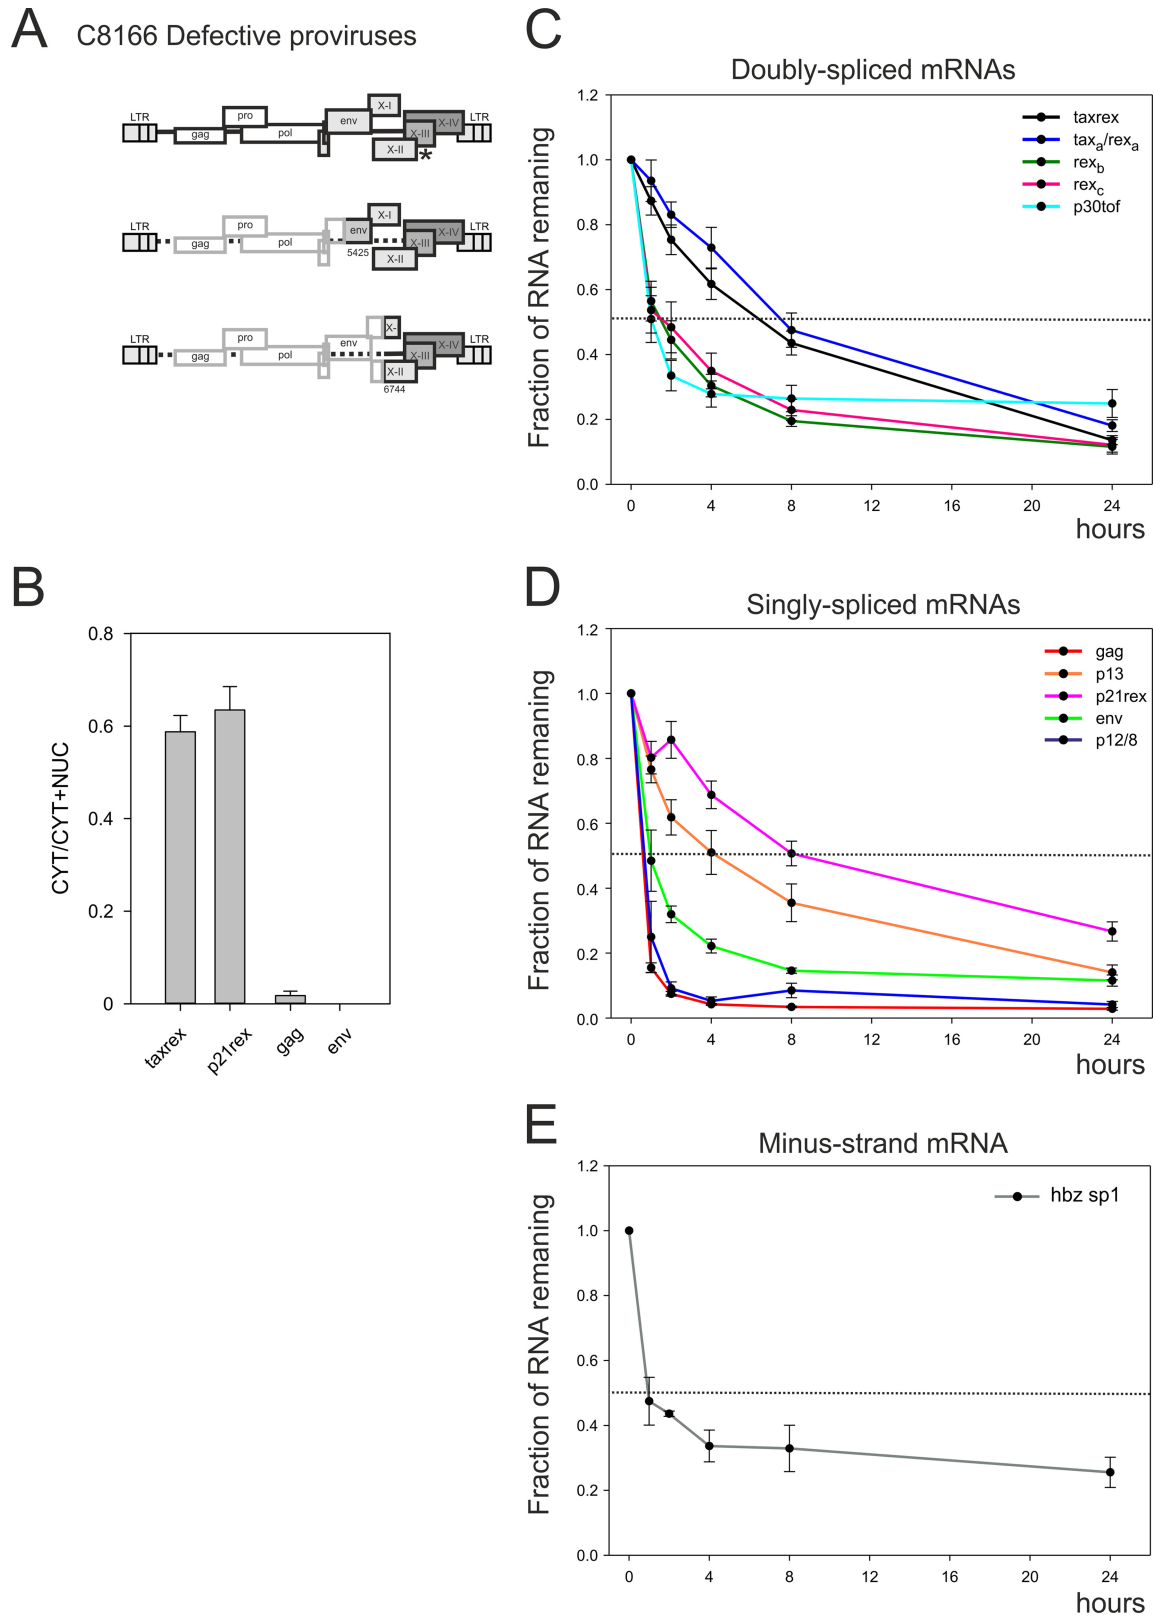 A C8166 Defective proviruses
LTR pro gag pol env X-I X-II X-III X-IV * LTR
LTR pro gag pol env 5425 X-I X-II X-III X-IV LTR
LTR pro gag pol env X- X-II 6744 X-III X-IV LTR
B
CYT/CYT+NUC
0.8
0.6
0.4
0.2
0
taxrex p21rex gag env
C
Doubly-spliced mRNAs
Fraction of RNA remaining
1.2
1.0
0.8
0.6
0.4
0.2
0.0
taxrex
taxa/rexa
rexb
rexc
p30tof
0 4 8 12 16 20 24
hours
D
Singly-spliced mRNAs
Fraction of RNA remaining
1.2
1.0
0.8
0.6
0.4
0.2
0.0
gag
p13
p21rex
env
p12/8
0 4 8 12 16 20 24
hours
E
Minus-strand mRNA
Fraction of RNA remaining
1.2
1.0
0.8
0.6
0.4
0.2
0.0
hbz sp1
0 4 8 12 16 20 24
hours